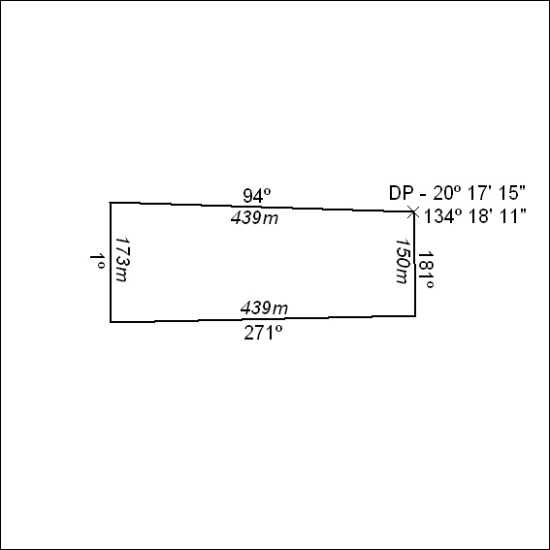 94º
439m
DP - 20º 17' 15"
134º 18' 11"
1º
173m
150m
181º
439m
271º